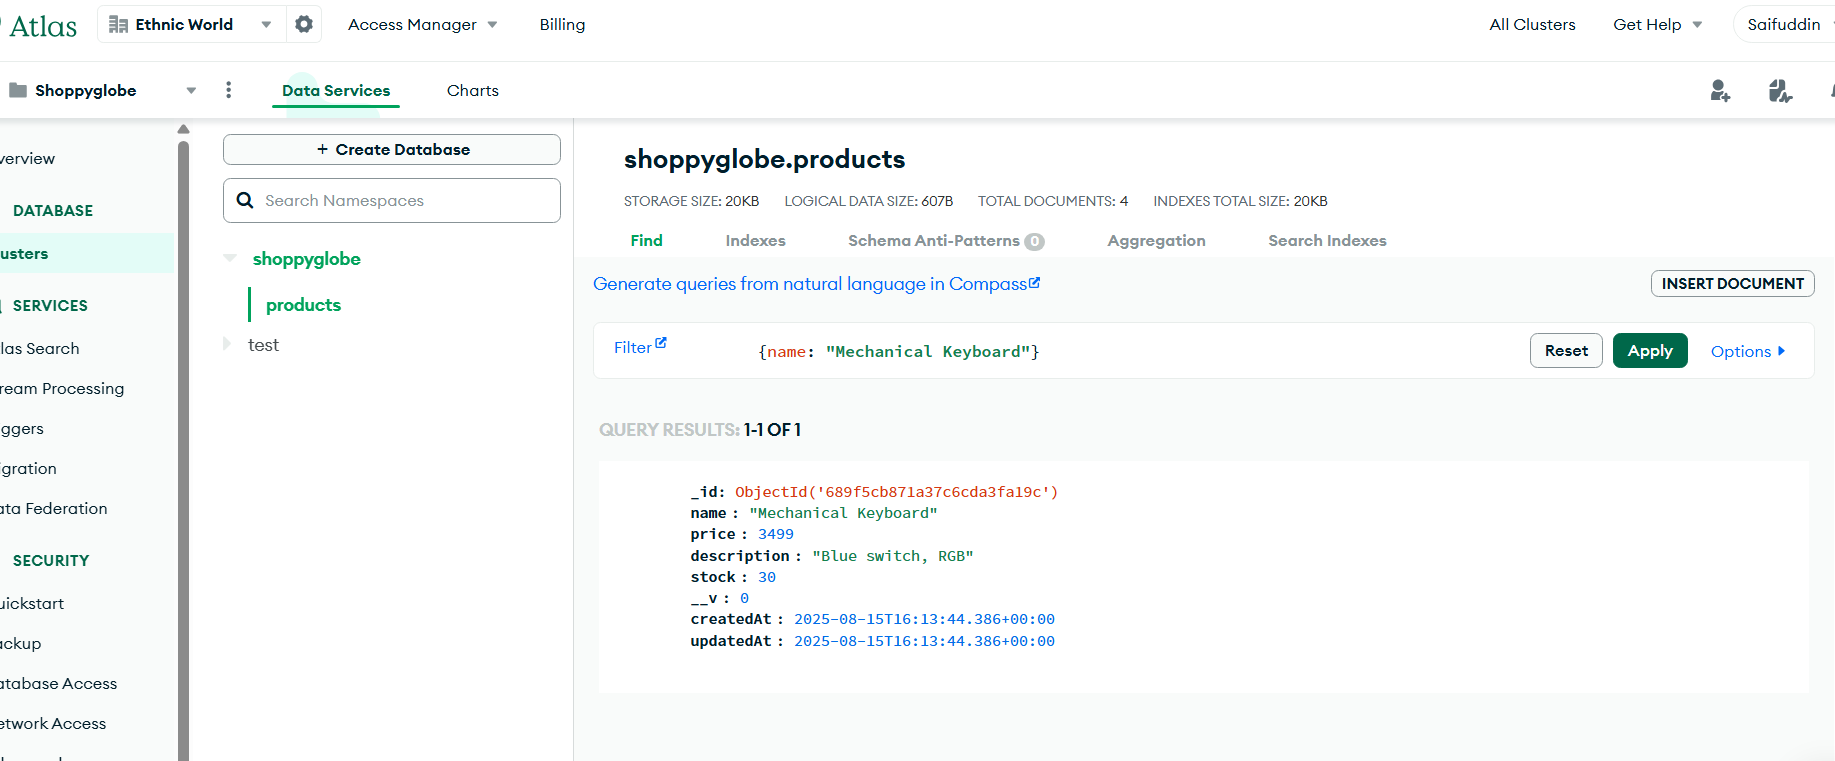 Atlas
Ethnic World
Access Manager
Billing
All Clusters
Get Help
Saifuddin
Shoppyglobe
Data Services
Charts
verview
DATABASE
usters
SERVICES
las Search
ream Processing
ggers
igration
ata Federation
SECURITY
uickstart
ackup
atabase Access
etwork Access
+ Create Database
Search Namespaces
shoppyglobe
products
test
shoppyglobe.products
STORAGE SIZE: 20KB LOGICAL DATA SIZE: 607B TOTAL DOCUMENTS: 4 INDEXES TOTAL SIZE: 20KB
Find Indexes Schema Anti-Patterns 0 Aggregation Search Indexes
Generate queries from natural language in Compass
INSERT DOCUMENT
Filter
{name: "Mechanical Keyboard"}
Reset
Apply
Options
QUERY RESULTS: 1-1 OF 1
_id: ObjectId('689f5cb871a37c6cda3fa19c')
name : "Mechanical Keyboard"
price : 3499
description : "Blue switch, RGB"
stock : 30
__v : 0
createdAt : 2025-08-15T16:13:44.386+00:00
updatedAt : 2025-08-15T16:13:44.386+00:00